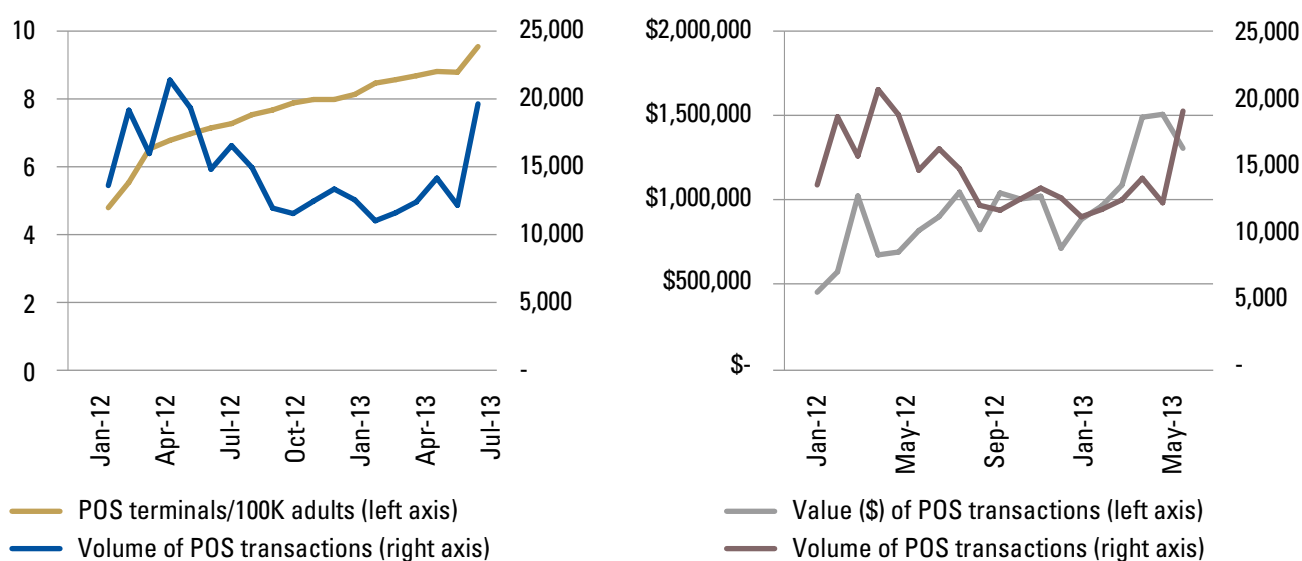 10
8
6
4
2
0
25,000
20,000
15,000
10,000
5,000
-
Jan-12
Apr-12
Jul-12
Oct-12
Jan-13
Apr-13
Jul-13
POS terminals/100K adults (left axis)
Volume of POS transactions (right axis)
$2,000,000
$1,500,000
$1,000,000
$500,000
$-
25,000
20,000
15,000
10,000
5,000
-
Jan-12
May-12
Sep-12
Jan-13
May-13
Value ($) of POS transactions (left axis)
Volume of POS transactions (right axis)